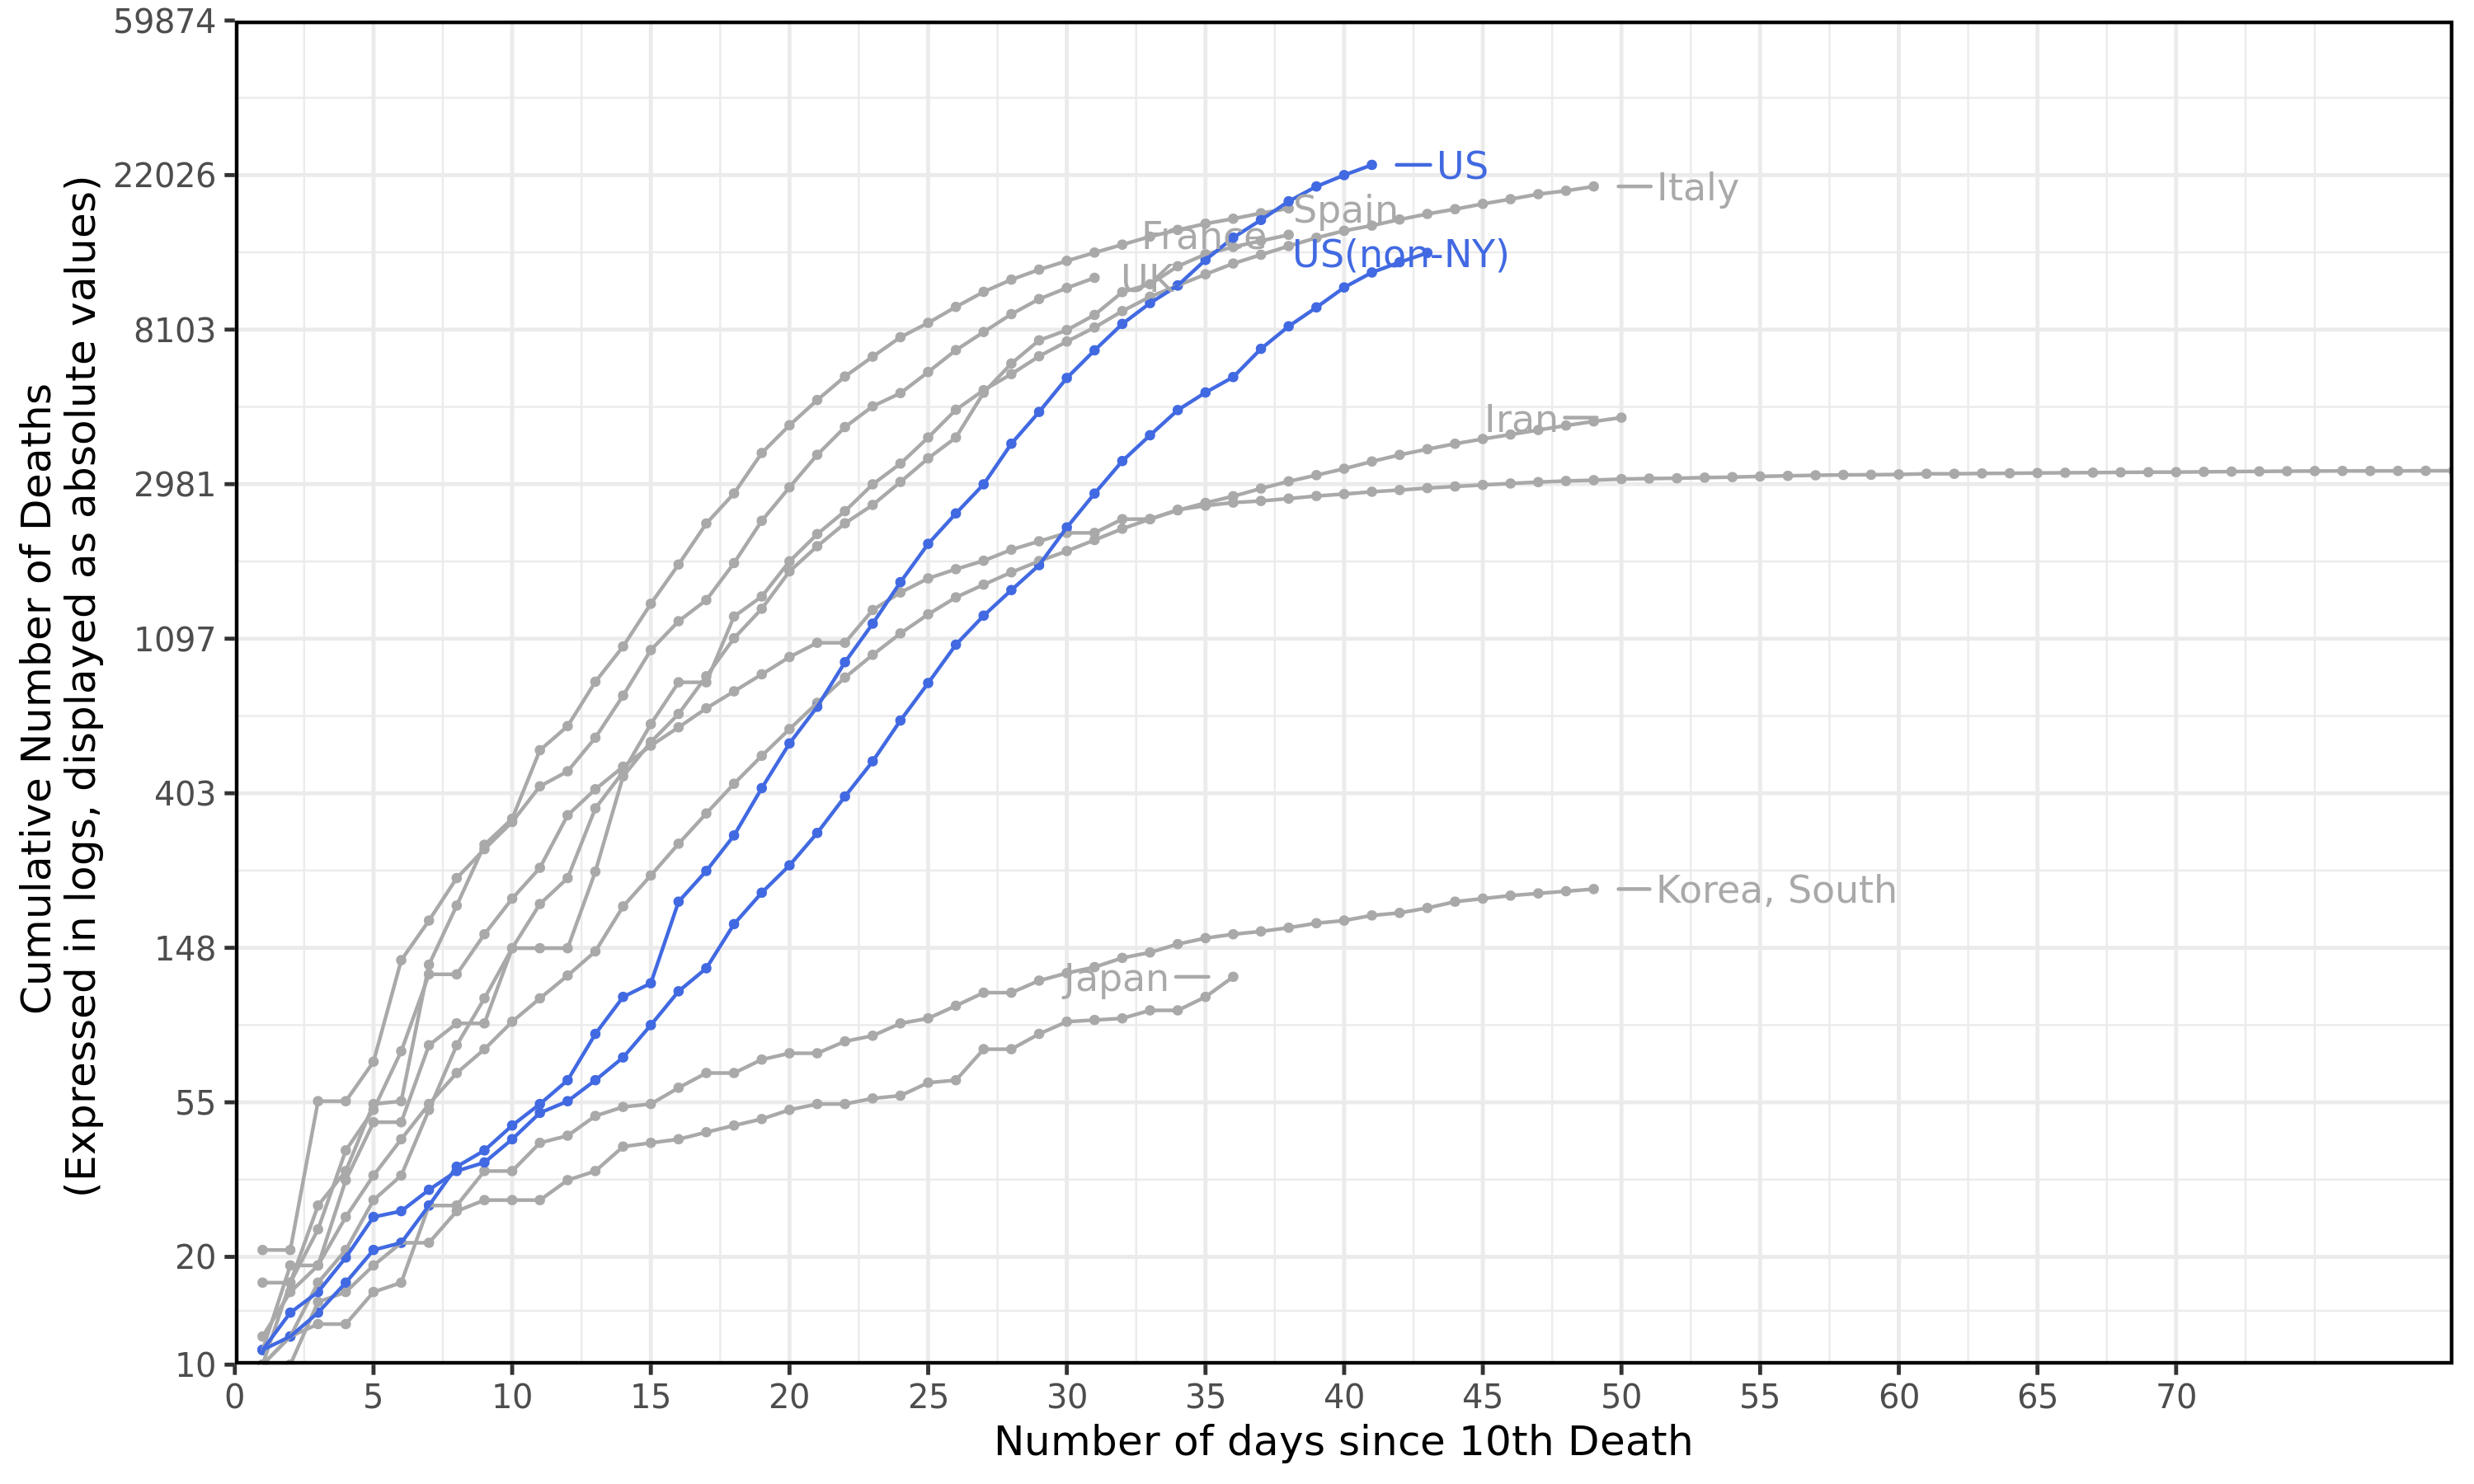 Cumulative Number of Deaths
(Expressed in logs, displayed as absolute values)
59874
22026
8103
2981
1097
403
148
55
20
10
US
Italy
Spain
France
US(non-NY)
UK
Iran
Korea, South
Japan
0 5 10 15 20 25 30 35 40 45 50 55 60 65 70
Number of days since 10th Death